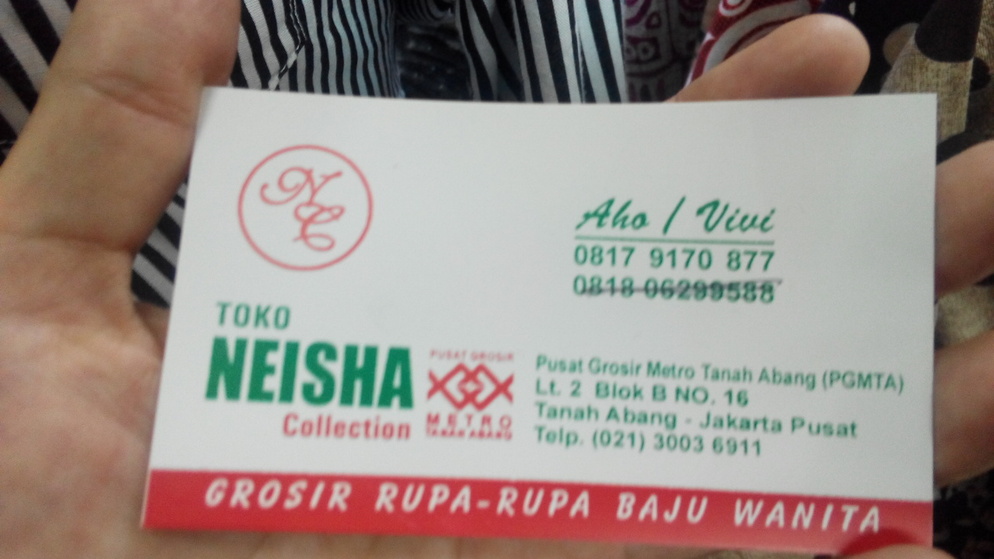 NC
Aho / Vivi
0817 9170 877
0818 06299588
TOKO
NEISHA
Collection
PUSAT GROSIR
METRO
TANAH ABANG
Pusat Grosir Metro Tanah Abang (PGMTA)
Lt. 2 Blok B NO. 16
Tanah Abang - Jakarta Pusat
Telp. (021) 3003 6911
GROSIR RUPA-RUPA BAJU WANITA